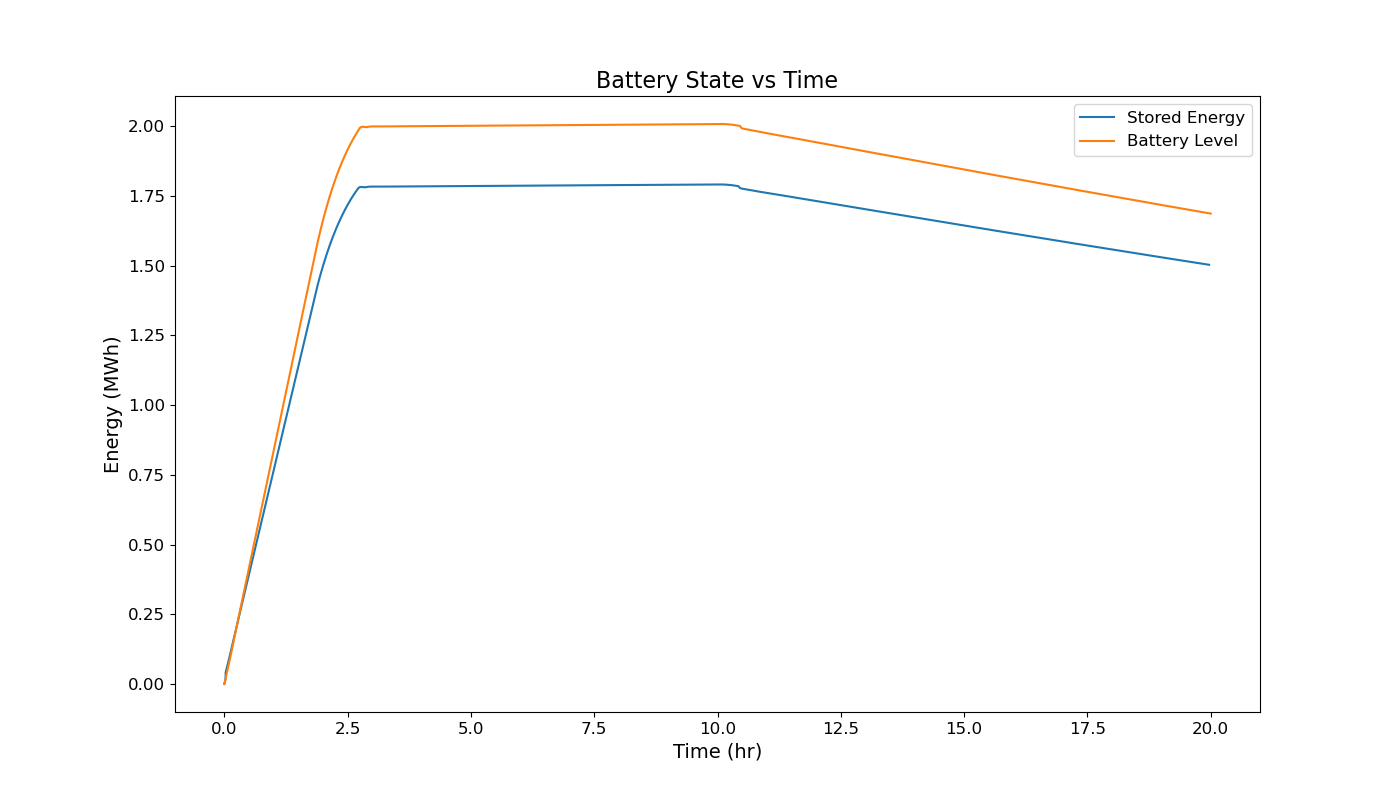 Battery State vs Time
Stored Energy
Battery Level
Energy (MWh)
2.00
1.75
1.50
1.25
1.00
0.75
0.50
0.25
0.00
0.0 2.5 5.0 7.5 10.0 12.5 15.0 17.5 20.0
Time (hr)